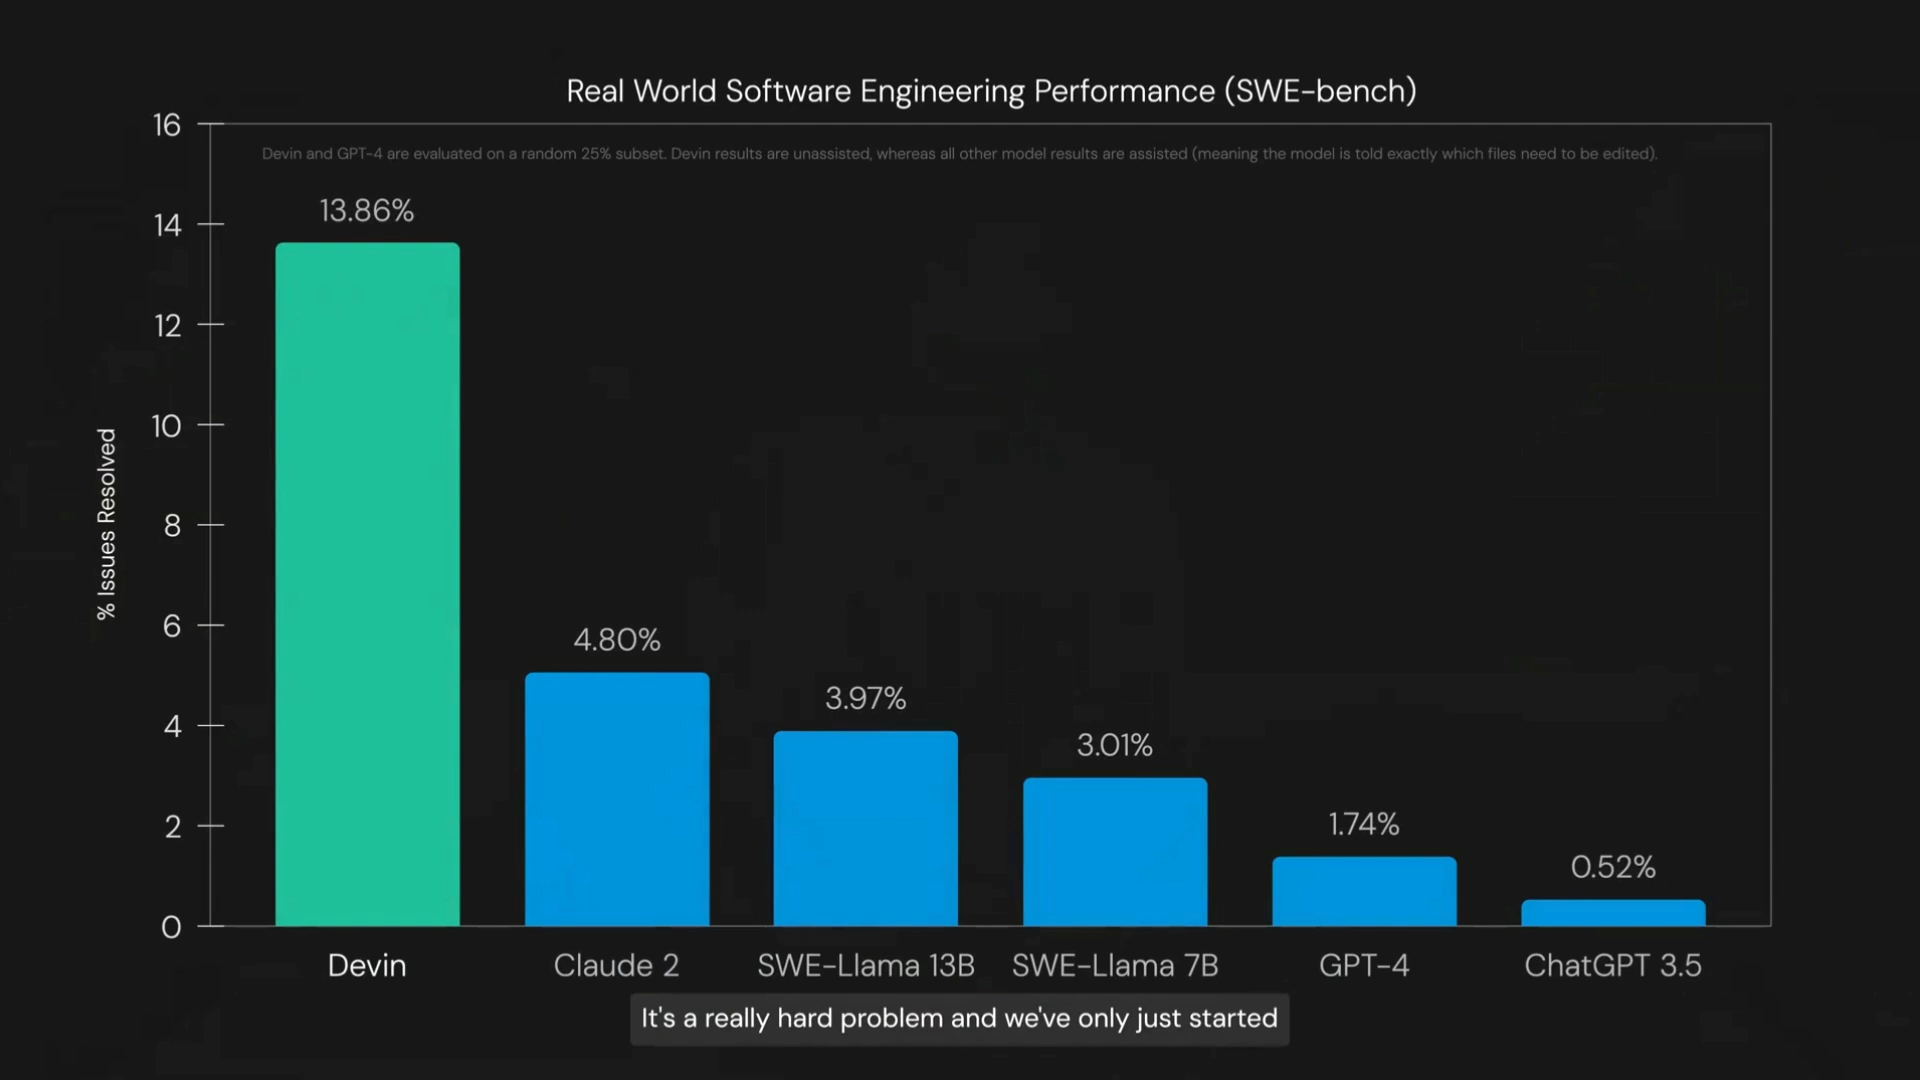 Real World Software Engineering Performance (SWE-bench)
Devin and GPT-4 are evaluated on a random 25% subset. Devin results are unassisted, whereas all other model results are assisted (meaning the model is told exactly which files need to be edited).
% Issues Resolved
16
14
12
10
8
6
4
2
0
13.86%
4.80%
3.97%
3.01%
1.74%
0.52%
Devin
Claude 2
SWE-Llama 13B
SWE-Llama 7B
GPT-4
ChatGPT 3.5
It's a really hard problem and we've only just started